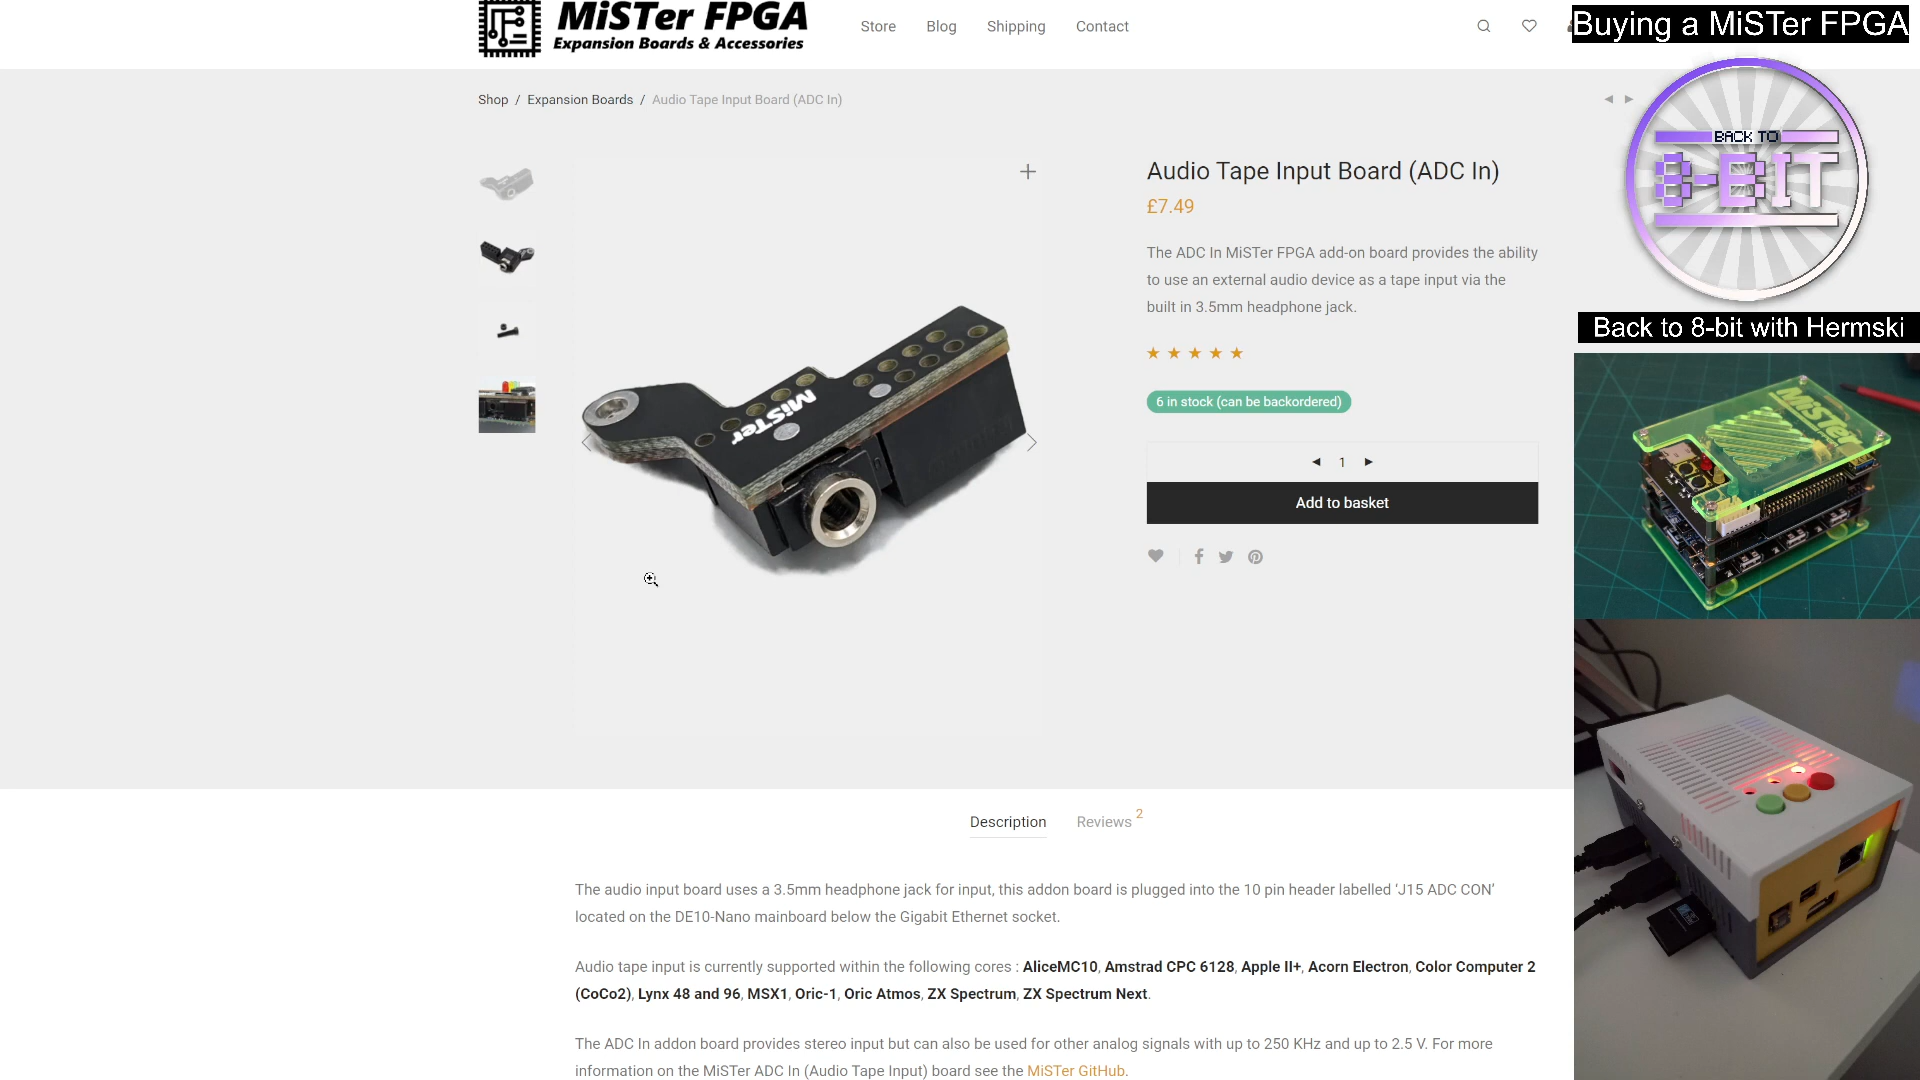 MiSTer FPGA
Expansion Boards & Accessories
Store
Blog
Shipping
Contact
Buying a MiSTer FPGA
Shop / Expansion Boards / Audio Tape Input Board (ADC In)
BACK TO
8-BIT
Audio Tape Input Board (ADC In)
£7.49
The ADC In MiSTer FPGA add-on board provides the ability
to use an external audio device as a tape input via the
built in 3.5mm headphone jack.
Back to 8-bit with Hermski
6 in stock (can be backordered)
MiSTer
MiSTer
1
Add to basket
Description
Reviews 2
The audio input board uses a 3.5mm headphone jack for input, this addon board is plugged into the 10 pin header labelled ‘J15 ADC CON’
located on the DE10-Nano mainboard below the Gigabit Ethernet socket.
Audio tape input is currently supported within the following cores : AliceMC10, Amstrad CPC 6128, Apple II+, Acorn Electron, Color Computer 2
(CoCo2), Lynx 48 and 96, MSX1, Oric-1, Oric Atmos, ZX Spectrum, ZX Spectrum Next.
The ADC In addon board provides stereo input but can also be used for other analog signals with up to 250 KHz and up to 2.5 V. For more
information on the MiSTer ADC In (Audio Tape Input) board see the MiSTer GitHub.